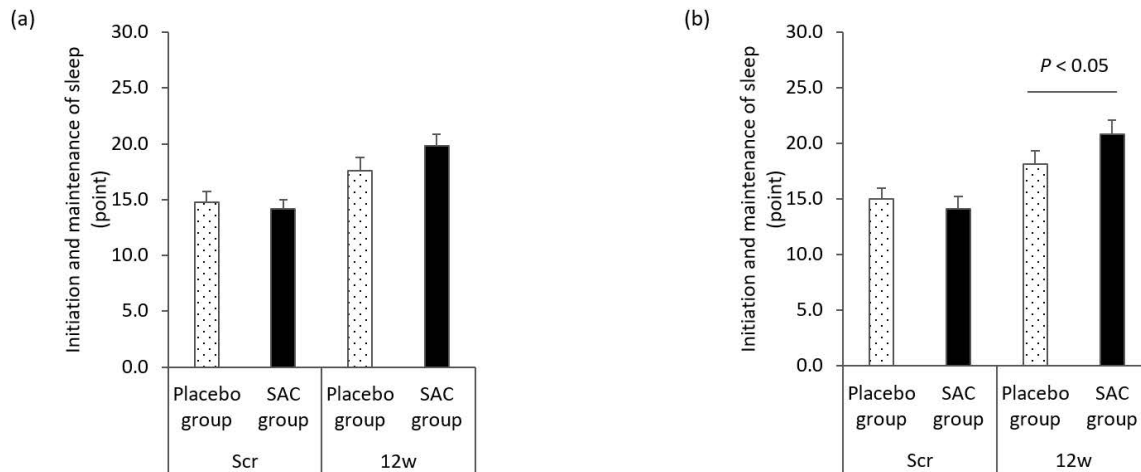 (a)
Initiation and maintenance of sleep
(point)
30.0
25.0
20.0
15.0
10.0
5.0
0.0
Placebo
group
SAC
group
Placebo
group
SAC
group
Scr
12w
(b)
Initiation and maintenance of sleep
(point)
30.0
25.0
20.0
15.0
10.0
5.0
0.0
P < 0.05
Placebo
group
SAC
group
Placebo
group
SAC
group
Scr
12w